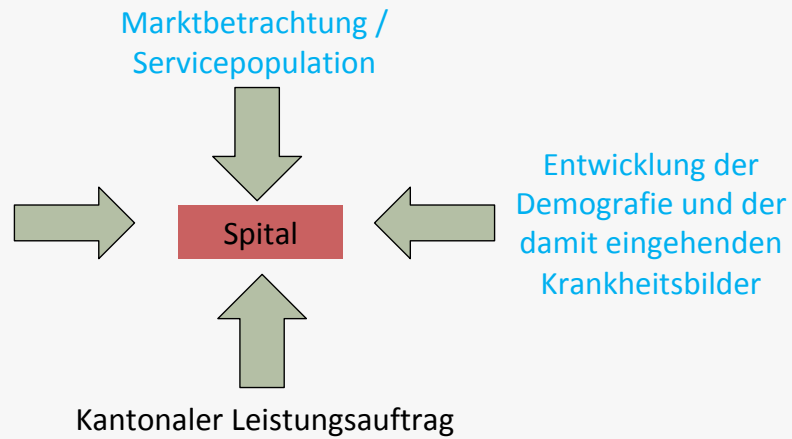 Marktbetrachtung /
Servicepopulation
Spital
Entwicklung der
Demografie und der
damit eingehenden
Krankheitsbilder
Kantonaler Leistungsauftrag